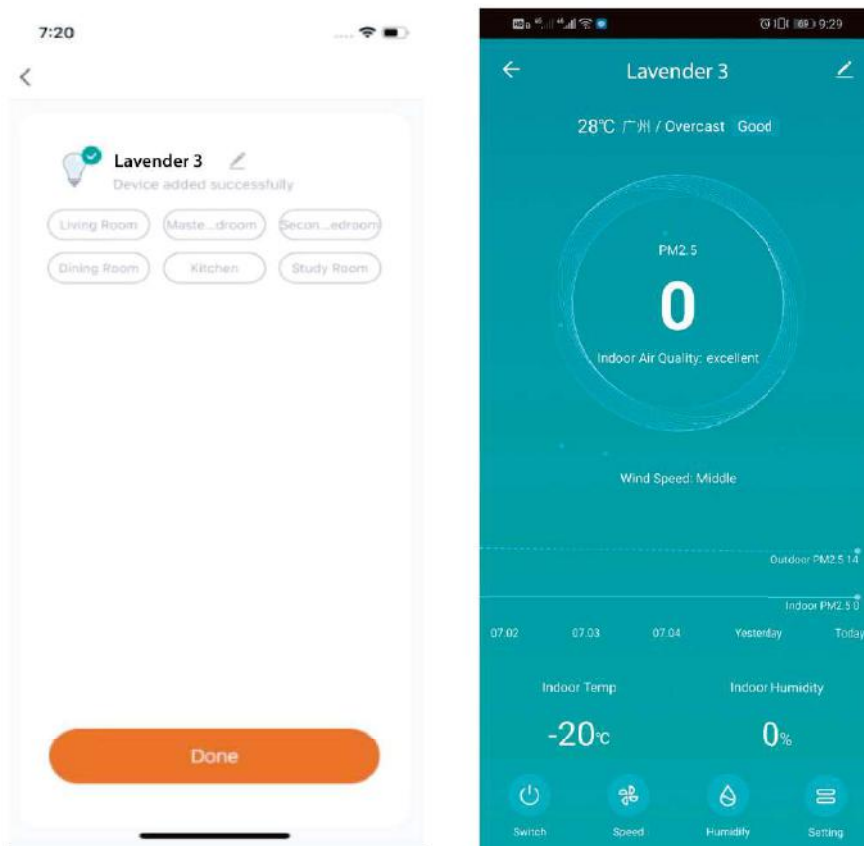 7:20
Lavender 3
Device added successfully
Living Room
Maste...droom
Secon...edroom
Dining Room
Kitchen
Study Room
Done
9:29
Lavender 3
28℃ 广州 / Overcast Good
PM2.5
0
Indoor Air Quality: excellent
Wind Speed: Middle
Outdoor PM2.5 14
Indoor PM2.5 0
07.02 07.03 07.04 Yesterday Today
Indoor Temp Indoor Humidity
-20℃ 0%
Switch Speed Humidify Setting